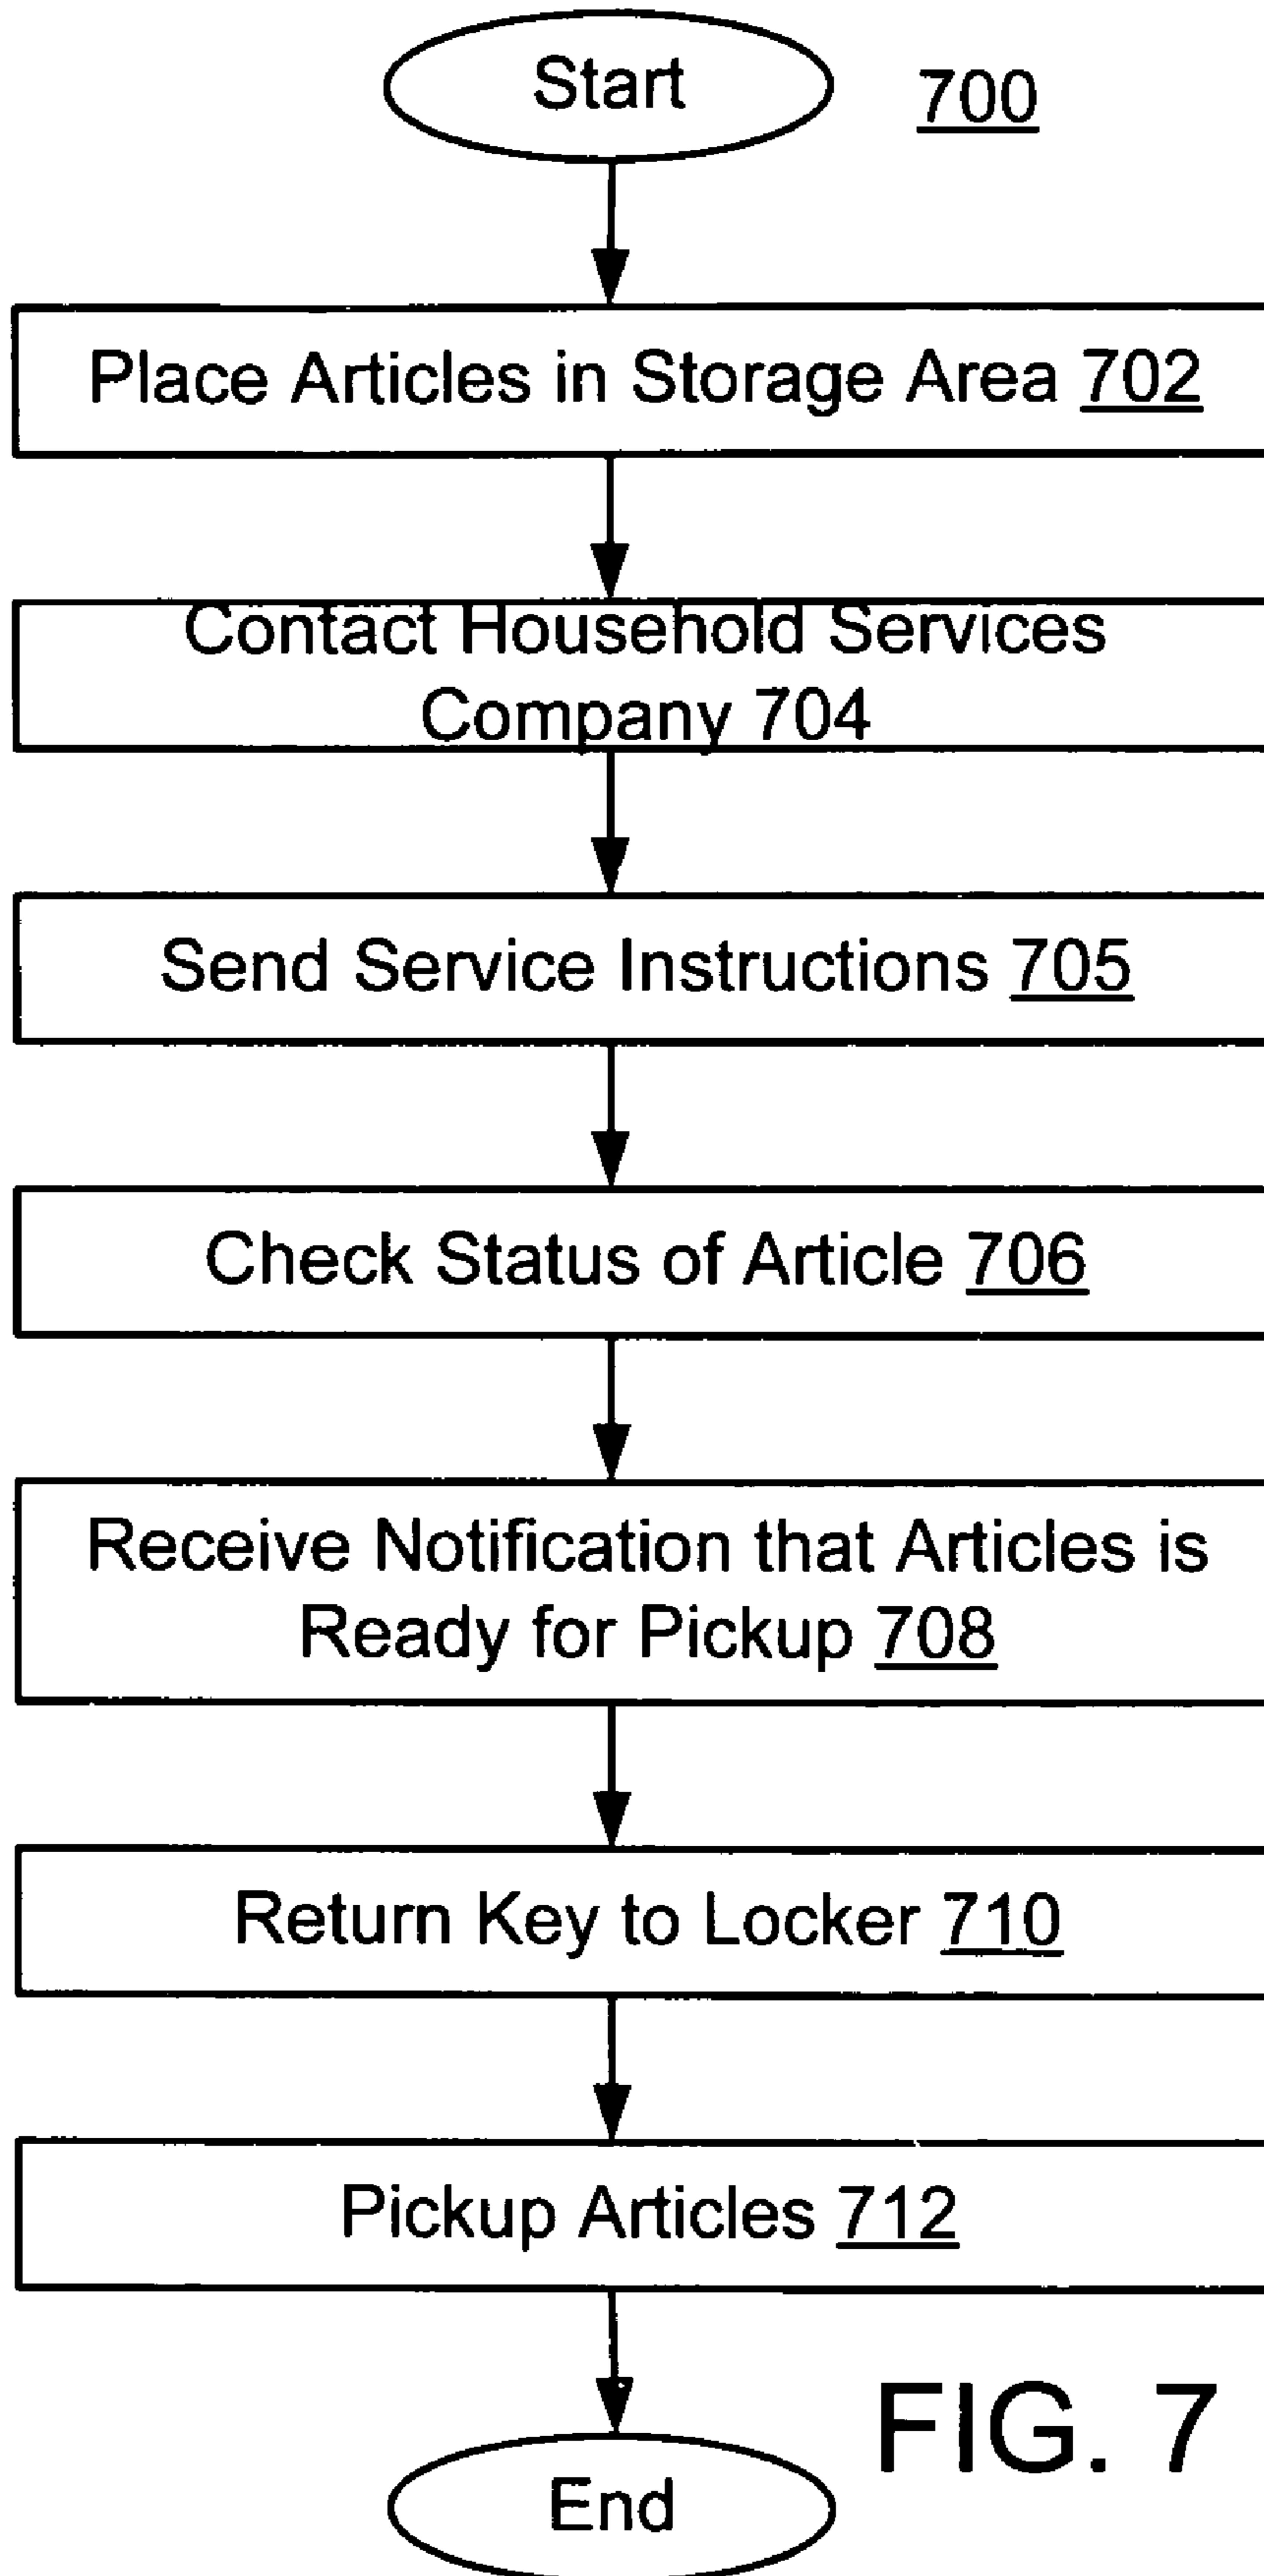 Start
700
Place Articles in Storage Area 702
Contact Household Services
Company 704
Send Service Instructions 705
Check Status of Article 706
Receive Notification that Articles is
Ready for Pickup 708
Return Key to Locker 710
Pickup Articles 712
End
FIG. 7